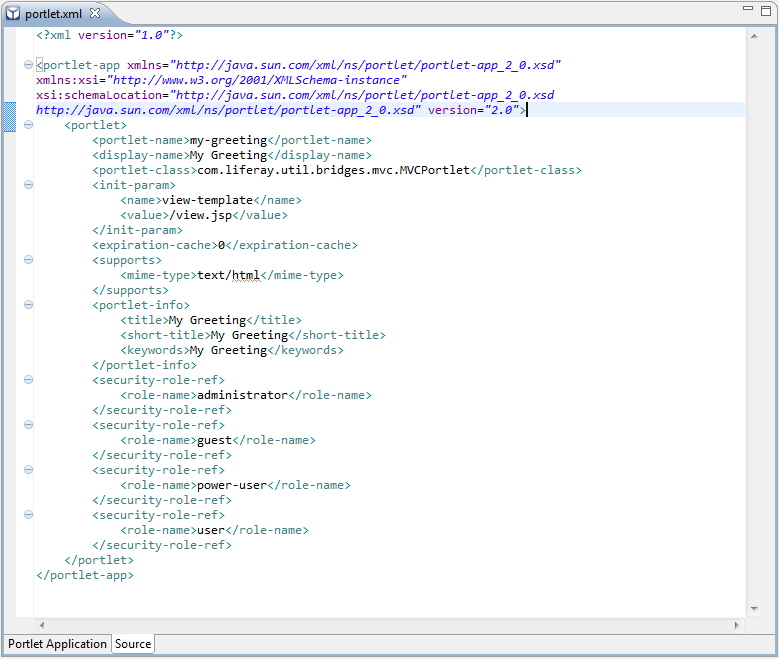 portlet.xml
<?xml version="1.0"?>
<portlet-app xmlns="http://java.sun.com/xml/ns/portlet/portlet-app_2_0.xsd"
xmlns:xsi="http://www.w3.org/2001/XMLSchema-instance"
xsi:schemaLocation="http://java.sun.com/xml/ns/portlet/portlet-app_2_0.xsd
http://java.sun.com/xml/ns/portlet/portlet-app_2_0.xsd" version="2.0">
    <portlet>
        <portlet-name>my-greeting</portlet-name>
        <display-name>My Greeting</display-name>
        <portlet-class>com.liferay.util.bridges.mvc.MVCPortlet</portlet-class>
        <init-param>
            <name>view-template</name>
            <value>/view.jsp</value>
        </init-param>
        <expiration-cache>0</expiration-cache>
        <supports>
            <mime-type>text/html</mime-type>
        </supports>
        <portlet-info>
            <title>My Greeting</title>
            <short-title>My Greeting</short-title>
            <keywords>My Greeting</keywords>
        </portlet-info>
        <security-role-ref>
            <role-name>administrator</role-name>
        </security-role-ref>
        <security-role-ref>
            <role-name>guest</role-name>
        </security-role-ref>
        <security-role-ref>
            <role-name>power-user</role-name>
        </security-role-ref>
        <security-role-ref>
            <role-name>user</role-name>
        </security-role-ref>
    </portlet>
</portlet-app>
Portlet Application Source